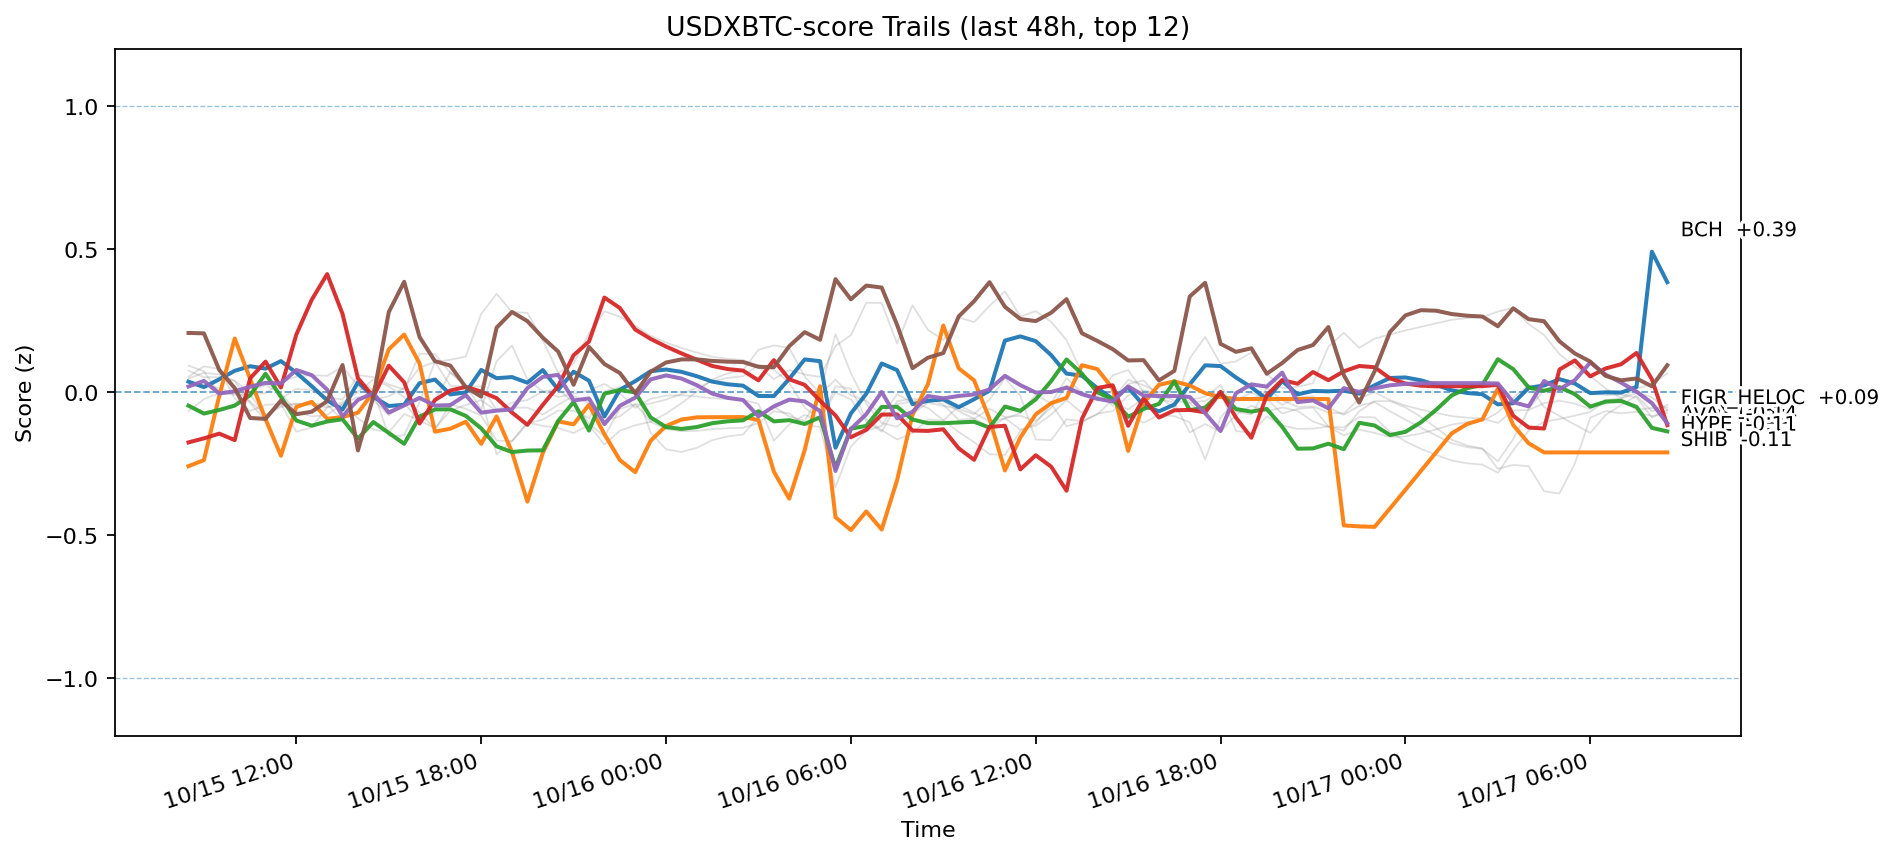 USDXBTC-score Trails (last 48h, top 12)
Score (z)
1.0
0.5
0.0
−0.5
−1.0
BCH +0.39
FIGR_HELOC +0.09
HYPE -0.11
SHIB -0.11
10/15 12:00
10/15 18:00
10/16 00:00
10/16 06:00
10/16 12:00
10/16 18:00
10/17 00:00
10/17 06:00
Time